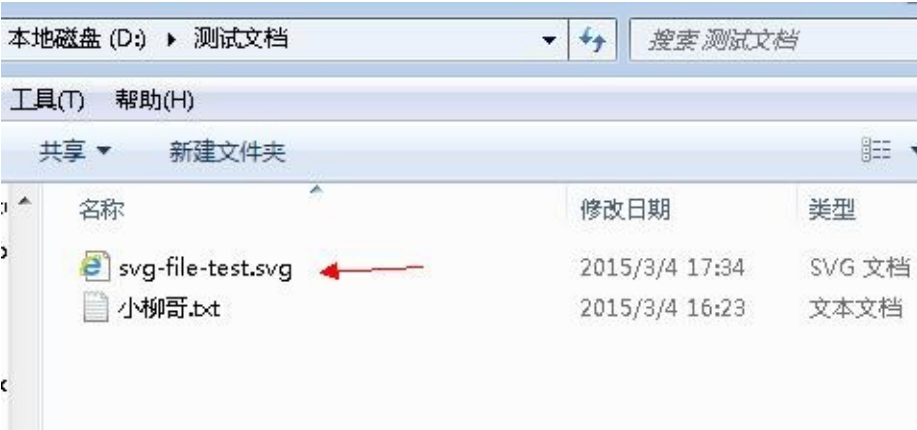 本地磁盘 (D:) ▸ 测试文档 搜索 测试文档
工具(T) 帮助(H)
共享 新建文件夹
名称 修改日期 类型
svg-file-test.svg 2015/3/4 17:34 SVG 文档
小柳哥.txt 2015/3/4 16:23 文本文档